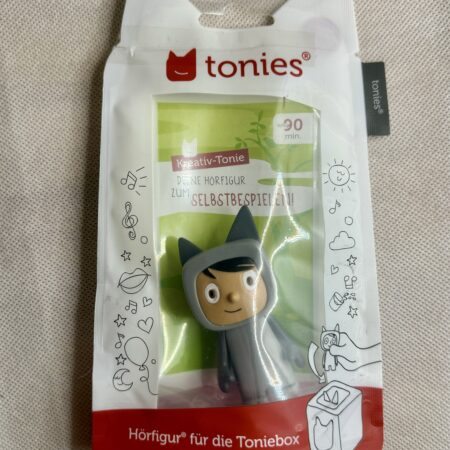 tonies®
tonies®
90
min.
Kreativ-Tonie
DEINE HÖRFIGUR
ZUM SELBSTBESPIELEN!
Hörfigur® für die Toniebox